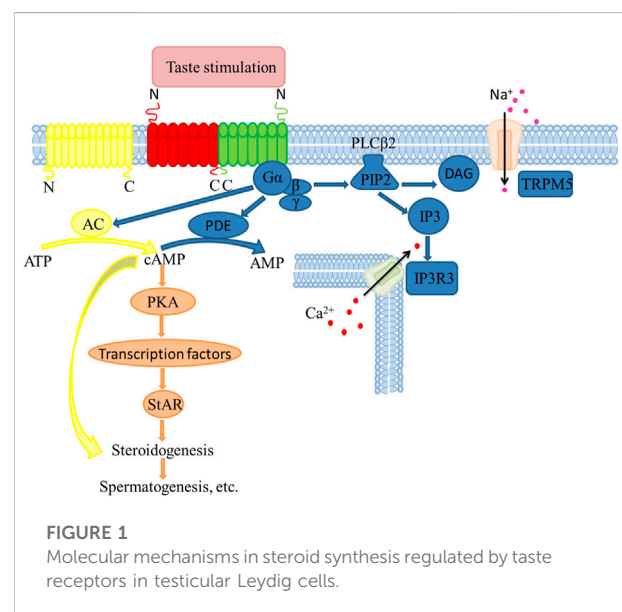 Taste stimulation
N
N
Na⁺
PLCβ2
N
C
C
C
Gα
β
γ
PIP2
DAG
TRPM5
AC
PDE
IP3
ATP
cAMP
AMP
IP3R3
Ca²⁺
PKA
Transcription factors
StAR
Steroidogenesis
Spermatogenesis, etc.
FIGURE 1
Molecular mechanisms in steroid synthesis regulated by taste
receptors in testicular Leydig cells.